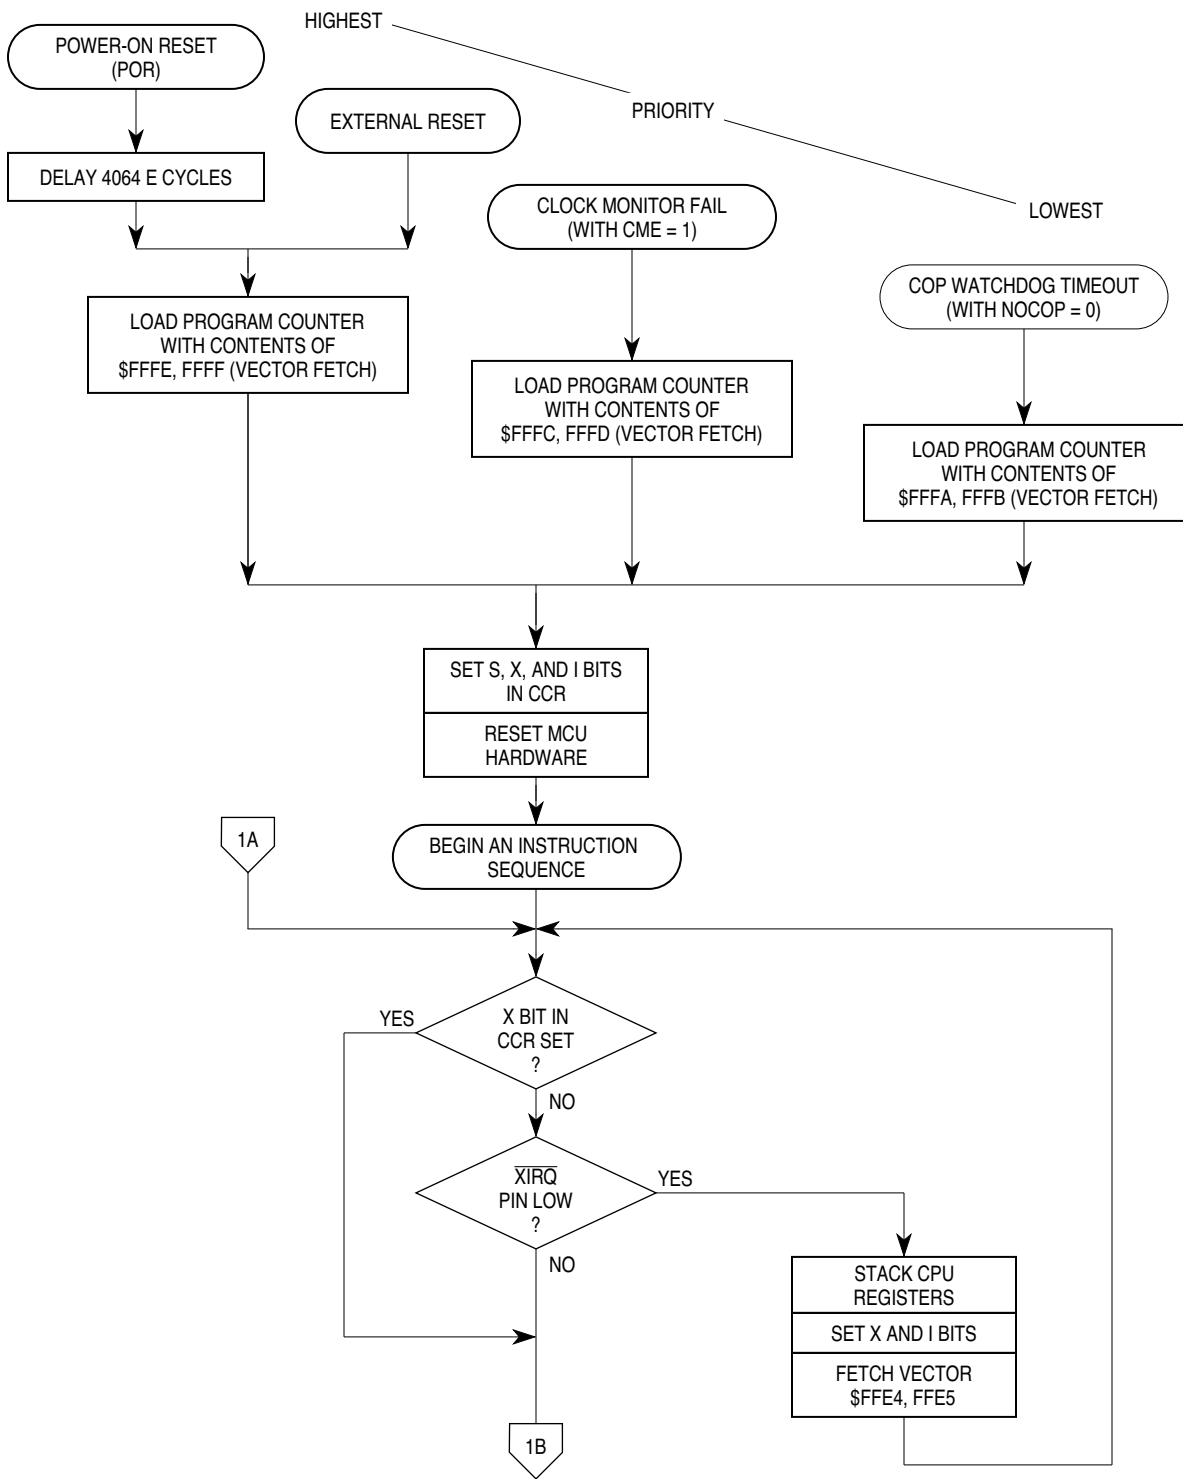 HIGHEST
POWER-ON RESET
(POR)
PRIORITY
EXTERNAL RESET
DELAY 4064 E CYCLES
CLOCK MONITOR FAIL
(WITH CME = 1)
LOWEST
COP WATCHDOG TIMEOUT
(WITH NOCOP = 0)
LOAD PROGRAM COUNTER
WITH CONTENTS OF
$FFFE, FFFF (VECTOR FETCH)
LOAD PROGRAM COUNTER
WITH CONTENTS OF
$FFFC, FFFD (VECTOR FETCH)
LOAD PROGRAM COUNTER
WITH CONTENTS OF
$FFFA, FFFB (VECTOR FETCH)
SET S, X, AND I BITS
IN CCR
RESET MCU
HARDWARE
1A
BEGIN AN INSTRUCTION
SEQUENCE
YES
X BIT IN
CCR SET
?
NO
XIRQ
PIN LOW
?
YES
NO
STACK CPU
REGISTERS
SET X AND I BITS
FETCH VECTOR
$FFE4, FFE5
1B